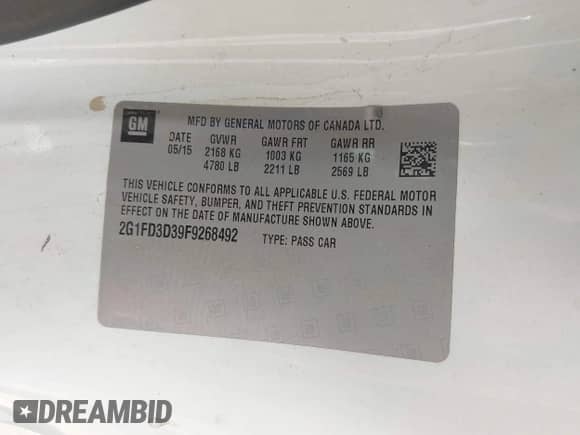 GM
MFD BY GENERAL MOTORS OF CANADA LTD.
DATE GVWR GAWR FRT GAWR RR
05/15 2168 KG 1003 KG 1165 KG
4780 LB 2211 LB 2569 LB
THIS VEHICLE CONFORMS TO ALL APPLICABLE U.S. FEDERAL MOTOR
VEHICLE SAFETY, BUMPER, AND THEFT PREVENTION STANDARDS IN
EFFECT ON THE DATE OF MANUFACTURE SHOWN ABOVE.
2G1FD3D39F9268492 TYPE: PASS CAR
DREAMBID